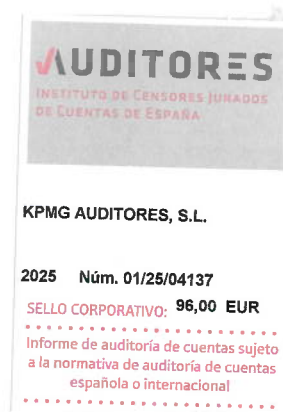 AUDITORES
INSTITUTO DE CENSORES JURADOS
DE CUENTAS DE ESPAÑA
KPMG AUDITORES, S.L.
2025 Núm. 01/25/04137
SELLO CORPORATIVO: 96,00 EUR
Informe de auditoría de cuentas sujeto
a la normativa de auditoría de cuentas
española o internacional